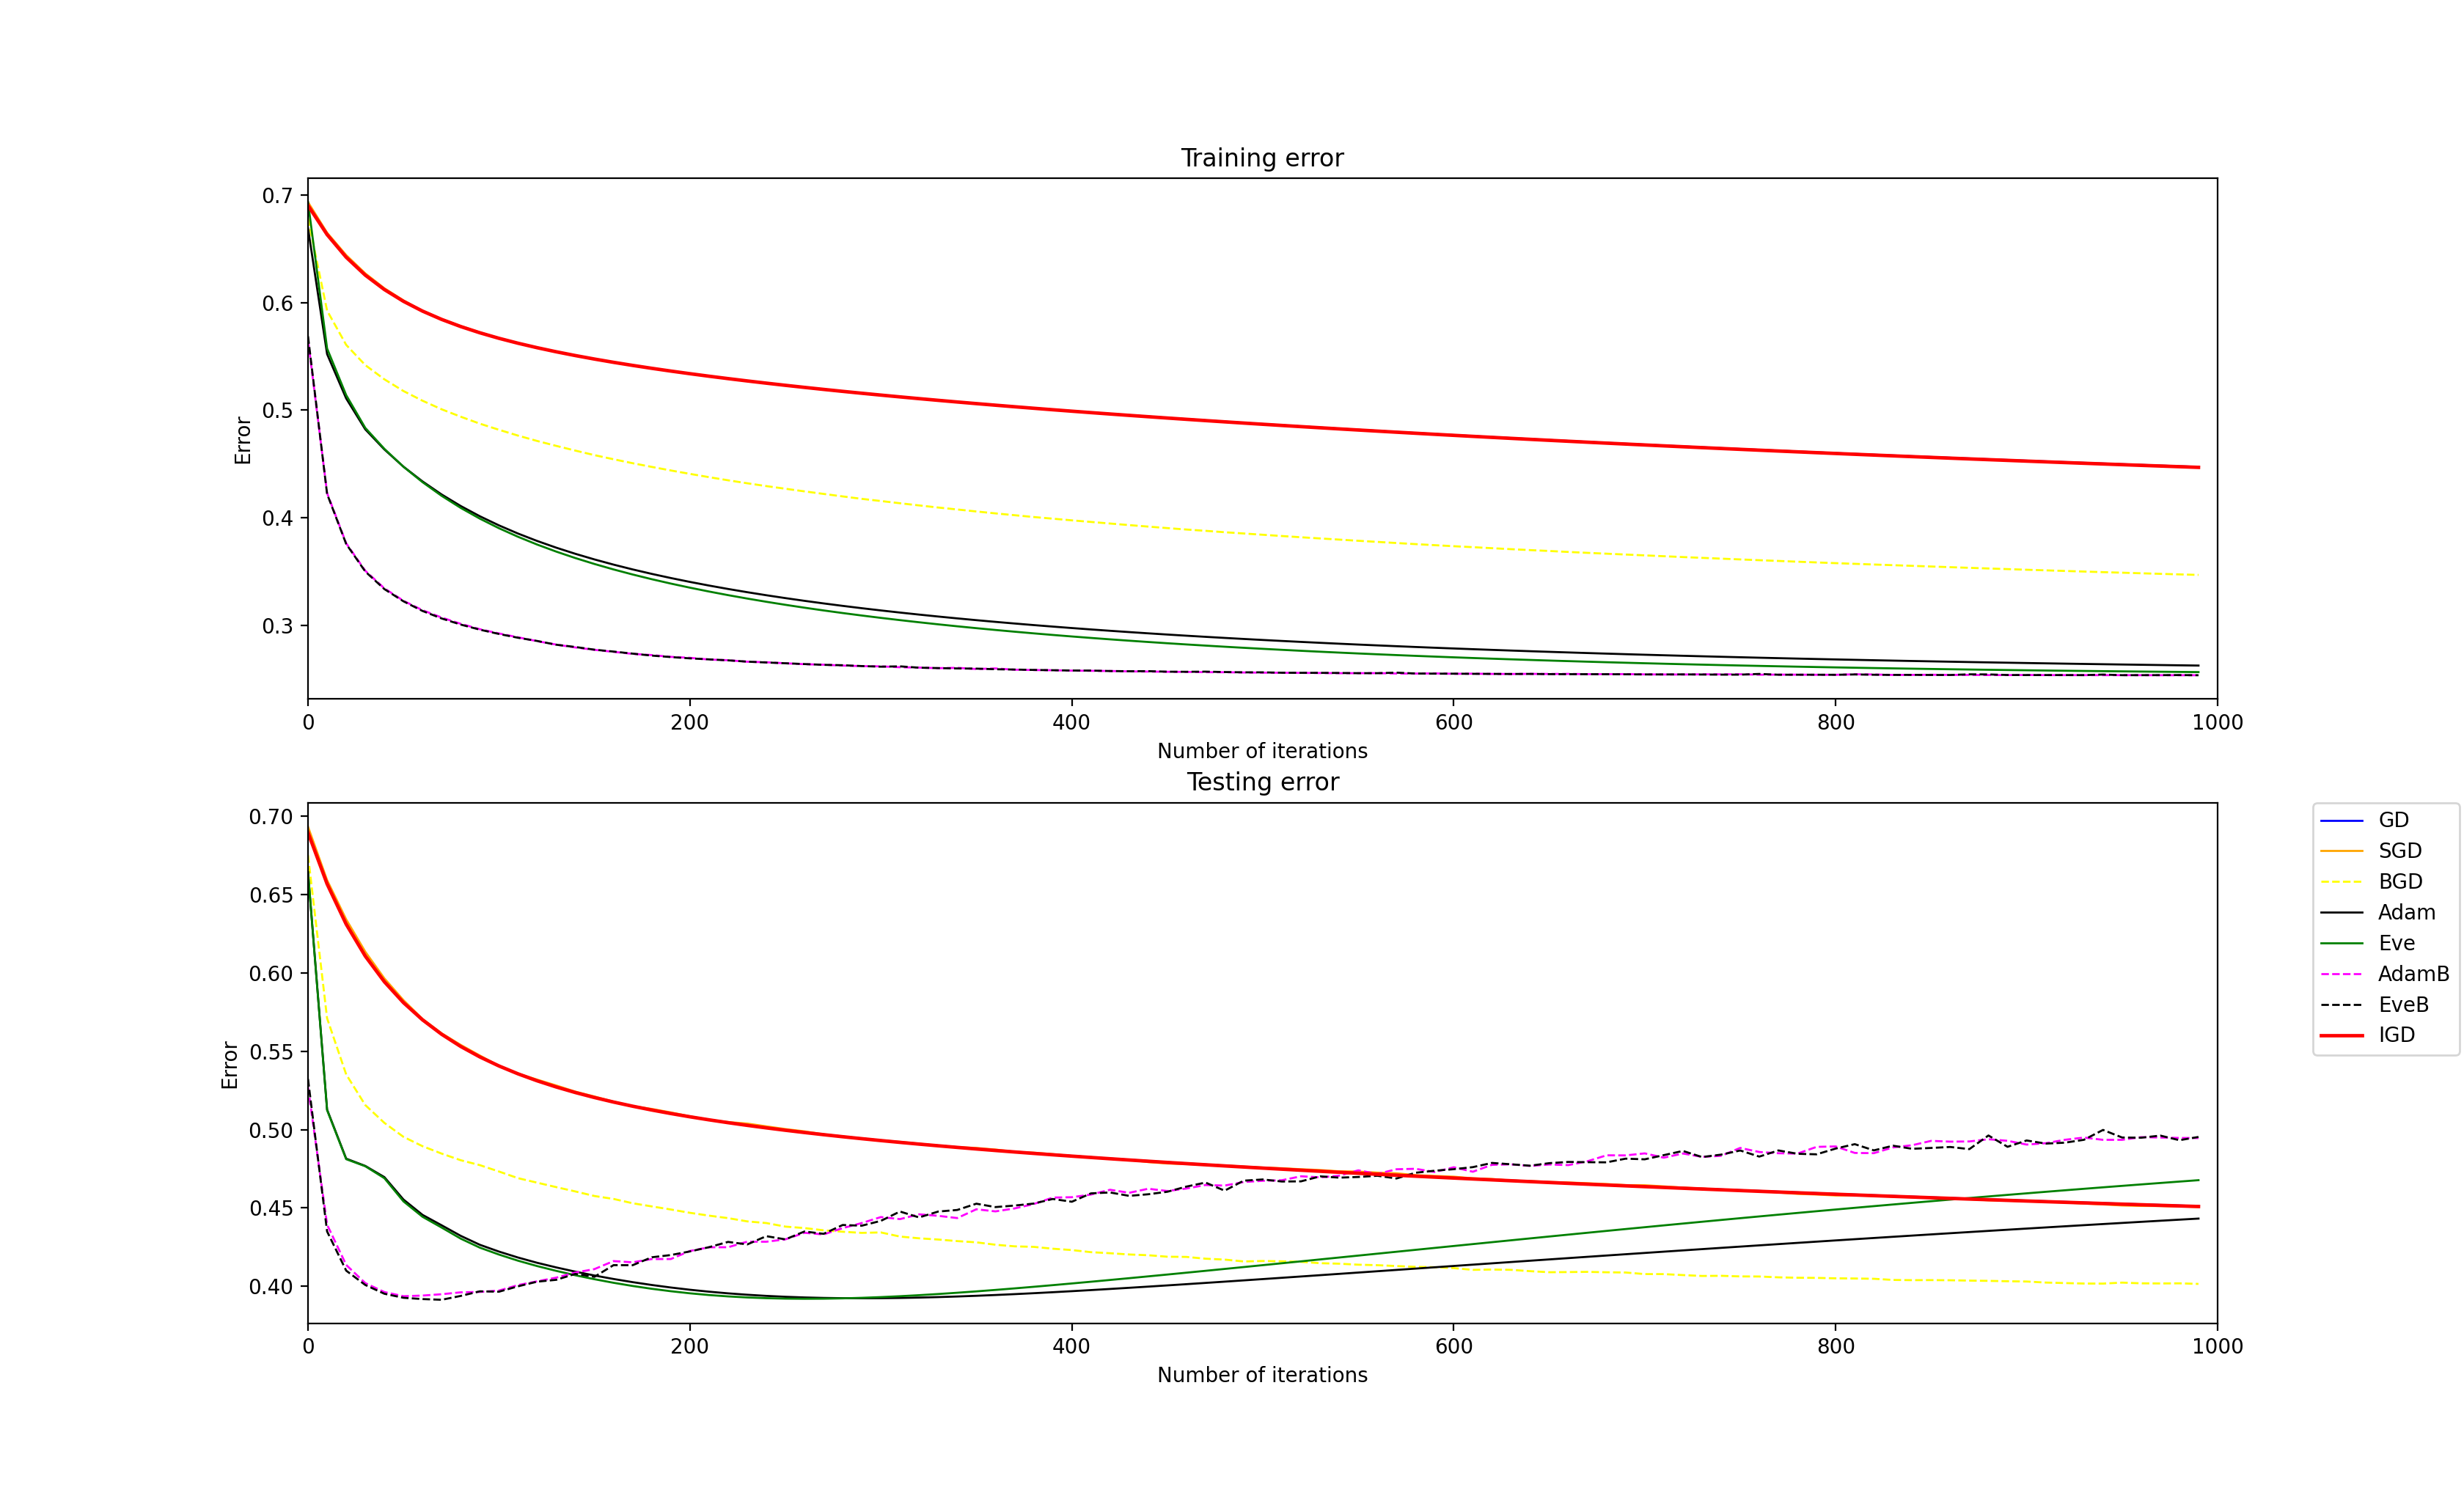 Training error
0.7
0.6
0.5
0.4
0.3
Error
0 200 400 600 800 1000
Number of iterations
Testing error
0.70
0.65
0.60
0.55
0.50
0.45
0.40
Error
0 200 400 600 800 1000
Number of iterations
GD
SGD
BGD
Adam
Eve
AdamB
EveB
IGD